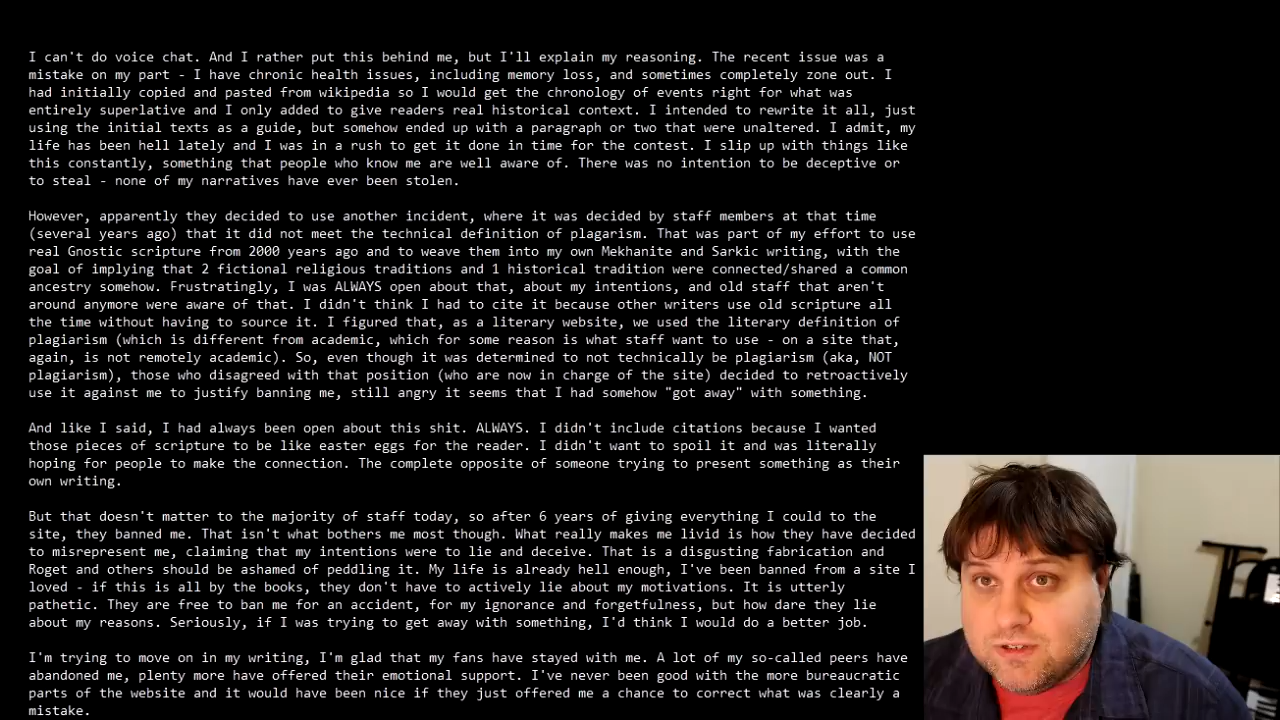 I can't do voice chat. And I rather put this behind me, but I'll explain my reasoning. The recent issue was a
mistake on my part - I have chronic health issues, including memory loss, and sometimes completely zone out. I
had initially copied and pasted from wikipedia so I would get the chronology of events right for what was
entirely superlative and I only added to give readers real historical context. I intended to rewrite it all, just
using the initial texts as a guide, but somehow ended up with a paragraph or two that were unaltered. I admit, my
life has been hell lately and I was in a rush to get it done in time for the contest. I slip up with things like
this constantly, something that people who know me are well aware of. There was no intention to be deceptive or
to steal - none of my narratives have ever been stolen.
However, apparently they decided to use another incident, where it was decided by staff members at that time
(several years ago) that it did not meet the technical definition of plagarism. That was part of my effort to use
real Gnostic scripture from 2000 years ago and to weave them into my own Mekhanite and Sarkic writing, with the
goal of implying that 2 fictional religious traditions and 1 historical tradition were connected/shared a common
ancestry somehow. Frustratingly, I was ALWAYS open about that, about my intentions, and old staff that aren't
around anymore were aware of that. I didn't think I had to cite it because other writers use old scripture all
the time without having to source it. I figured that, as a literary website, we used the literary definition of
plagiarism (which is different from academic, which for some reason is what staff want to use - on a site that,
again, is not remotely academic). So, even though it was determined to not technically be plagiarism (aka, NOT
plagiarism), those who disagreed with that position (who are now in charge of the site) decided to retroactively
use it against me to justify banning me, still angry it seems that I had somehow "got away" with something.
And like I said, I had always been open about this shit. ALWAYS. I didn't include citations because I wanted
those pieces of scripture to be like easter eggs for the reader. I didn't want to spoil it and was literally
hoping for people to make the connection. The complete opposite of someone trying to present something as their
own writing.
But that doesn't matter to the majority of staff today, so after 6 years of giving everything I could to the
site, they banned me. That isn't what bothers me most though. What really makes me livid is how they have decided
to misrepresent me, claiming that my intentions were to lie and deceive. That is a disgusting fabrication and
Roget and others should be ashamed of peddling it. My life is already hell enough, I've been banned from a site I
loved - if this is all by the books, they don't have to actively lie about my motivations. It is utterly
pathetic. They are free to ban me for an accident, for my ignorance and forgetfulness, but how dare they lie
about my reasons. Seriously, if I was trying to get away with something, I'd think I would do a better job.
I'm trying to move on in my writing, I'm glad that my fans have stayed with me. A lot of my so-called peers have
abandoned me, plenty more have offered their emotional support. I've never been good with the more bureaucratic
parts of the website and it would have been nice if they just offered me a chance to correct what was clearly a
mistake.